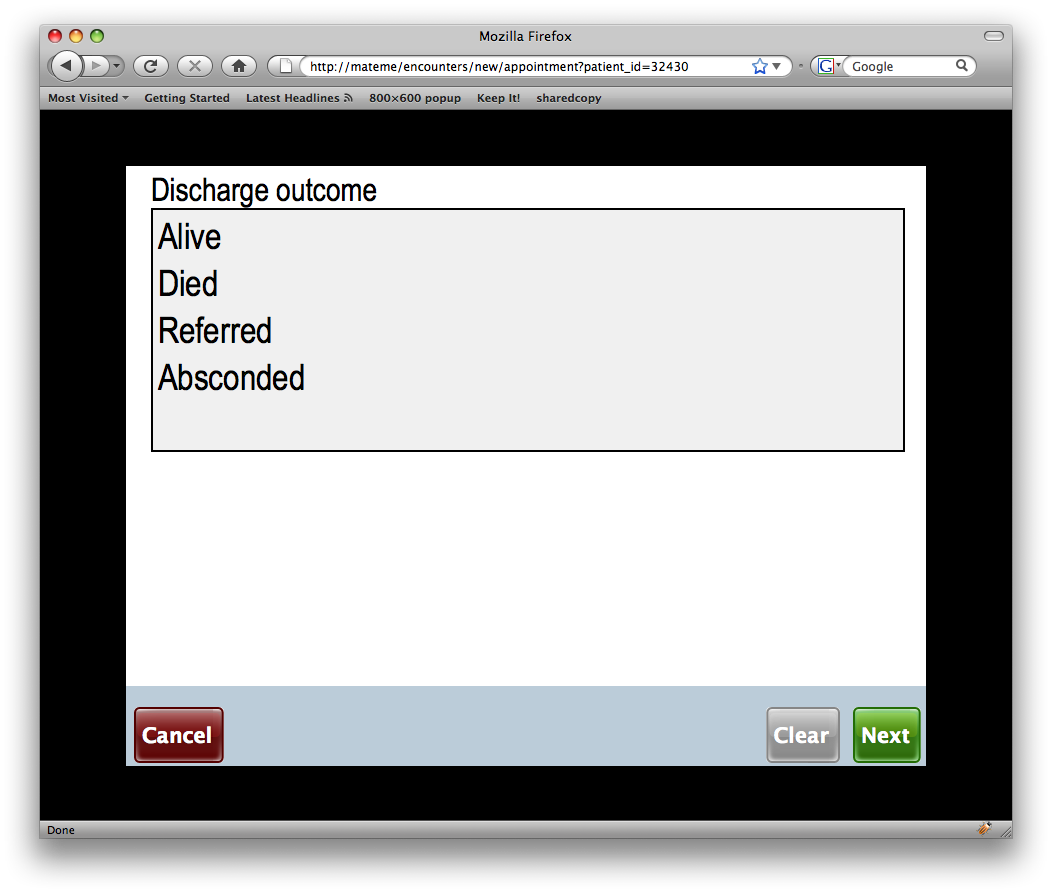 Mozilla Firefox
http://mateme/encounters/new/appointment?patient_id=32430
G Google
Most Visited Getting Started Latest Headlines 800×600 popup Keep It! sharedcopy
Discharge outcome
Alive
Died
Referred
Absconded
Cancel Clear Next
Done